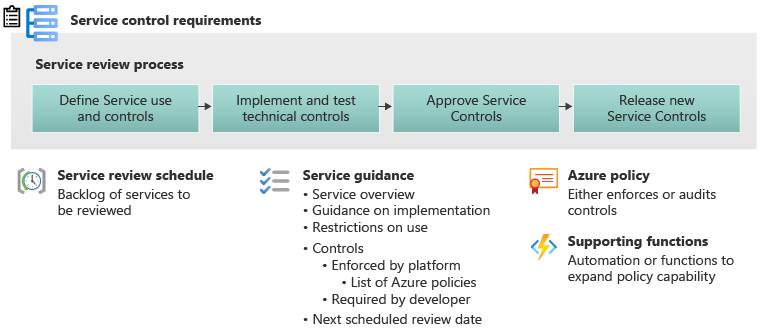 Service control requirements
Service review process
Define Service use
and controls
Implement and test
technical controls
Approve Service
Controls
Release new
Service Controls
Service review schedule
Backlog of services to
be reviewed
Service guidance
• Service overview
• Guidance on implementation
• Restrictions on use
• Controls
• Enforced by platform
• List of Azure policies
• Required by developer
• Next scheduled review date
Azure policy
Either enforces or audits
controls
Supporting functions
Automation or functions to
expand policy capability